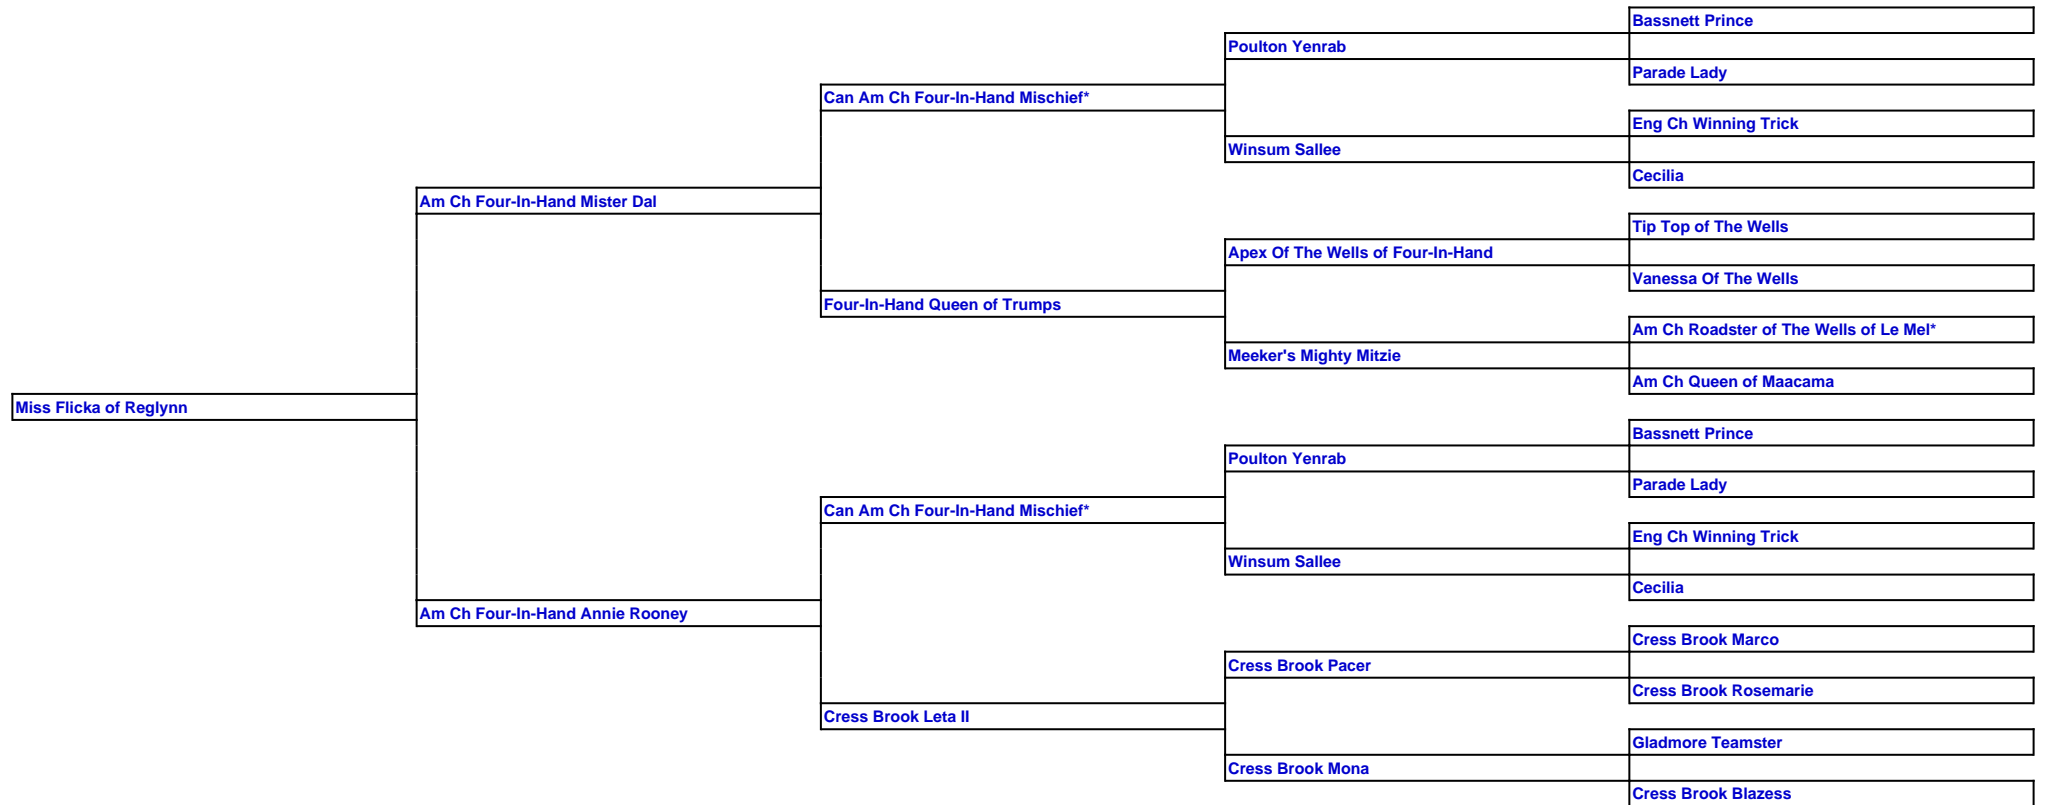 Bassnett Prince
Poulton Yenrab
Parade Lady
Can Am Ch Four-In-Hand Mischief*
Eng Ch Winning Trick
Winsum Sallee
Cecilia
Am Ch Four-In-Hand Mister Dal
Tip Top of The Wells
Apex Of The Wells of Four-In-Hand
Vanessa Of The Wells
Four-In-Hand Queen of Trumps
Am Ch Roadster of The Wells of Le Mel*
Meeker's Mighty Mitzie
Am Ch Queen of Maacama
Miss Flicka of Reglynn
Bassnett Prince
Poulton Yenrab
Parade Lady
Can Am Ch Four-In-Hand Mischief*
Eng Ch Winning Trick
Winsum Sallee
Cecilia
Am Ch Four-In-Hand Annie Rooney
Cress Brook Marco
Cress Brook Pacer
Cress Brook Rosemarie
Cress Brook Leta II
Gladmore Teamster
Cress Brook Mona
Cress Brook Blazess